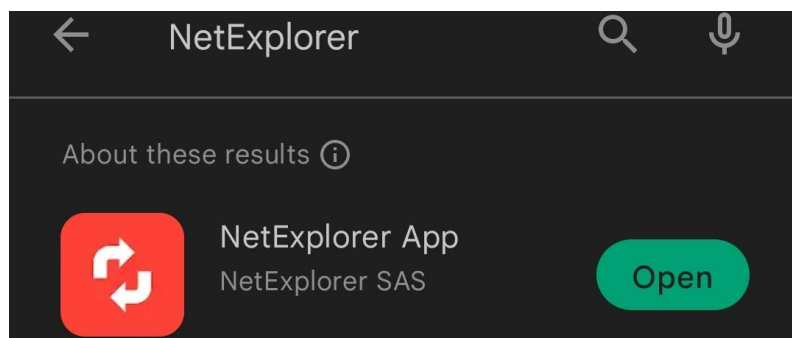 NetExplorer
About these results
NetExplorer App
NetExplorer SAS
Open